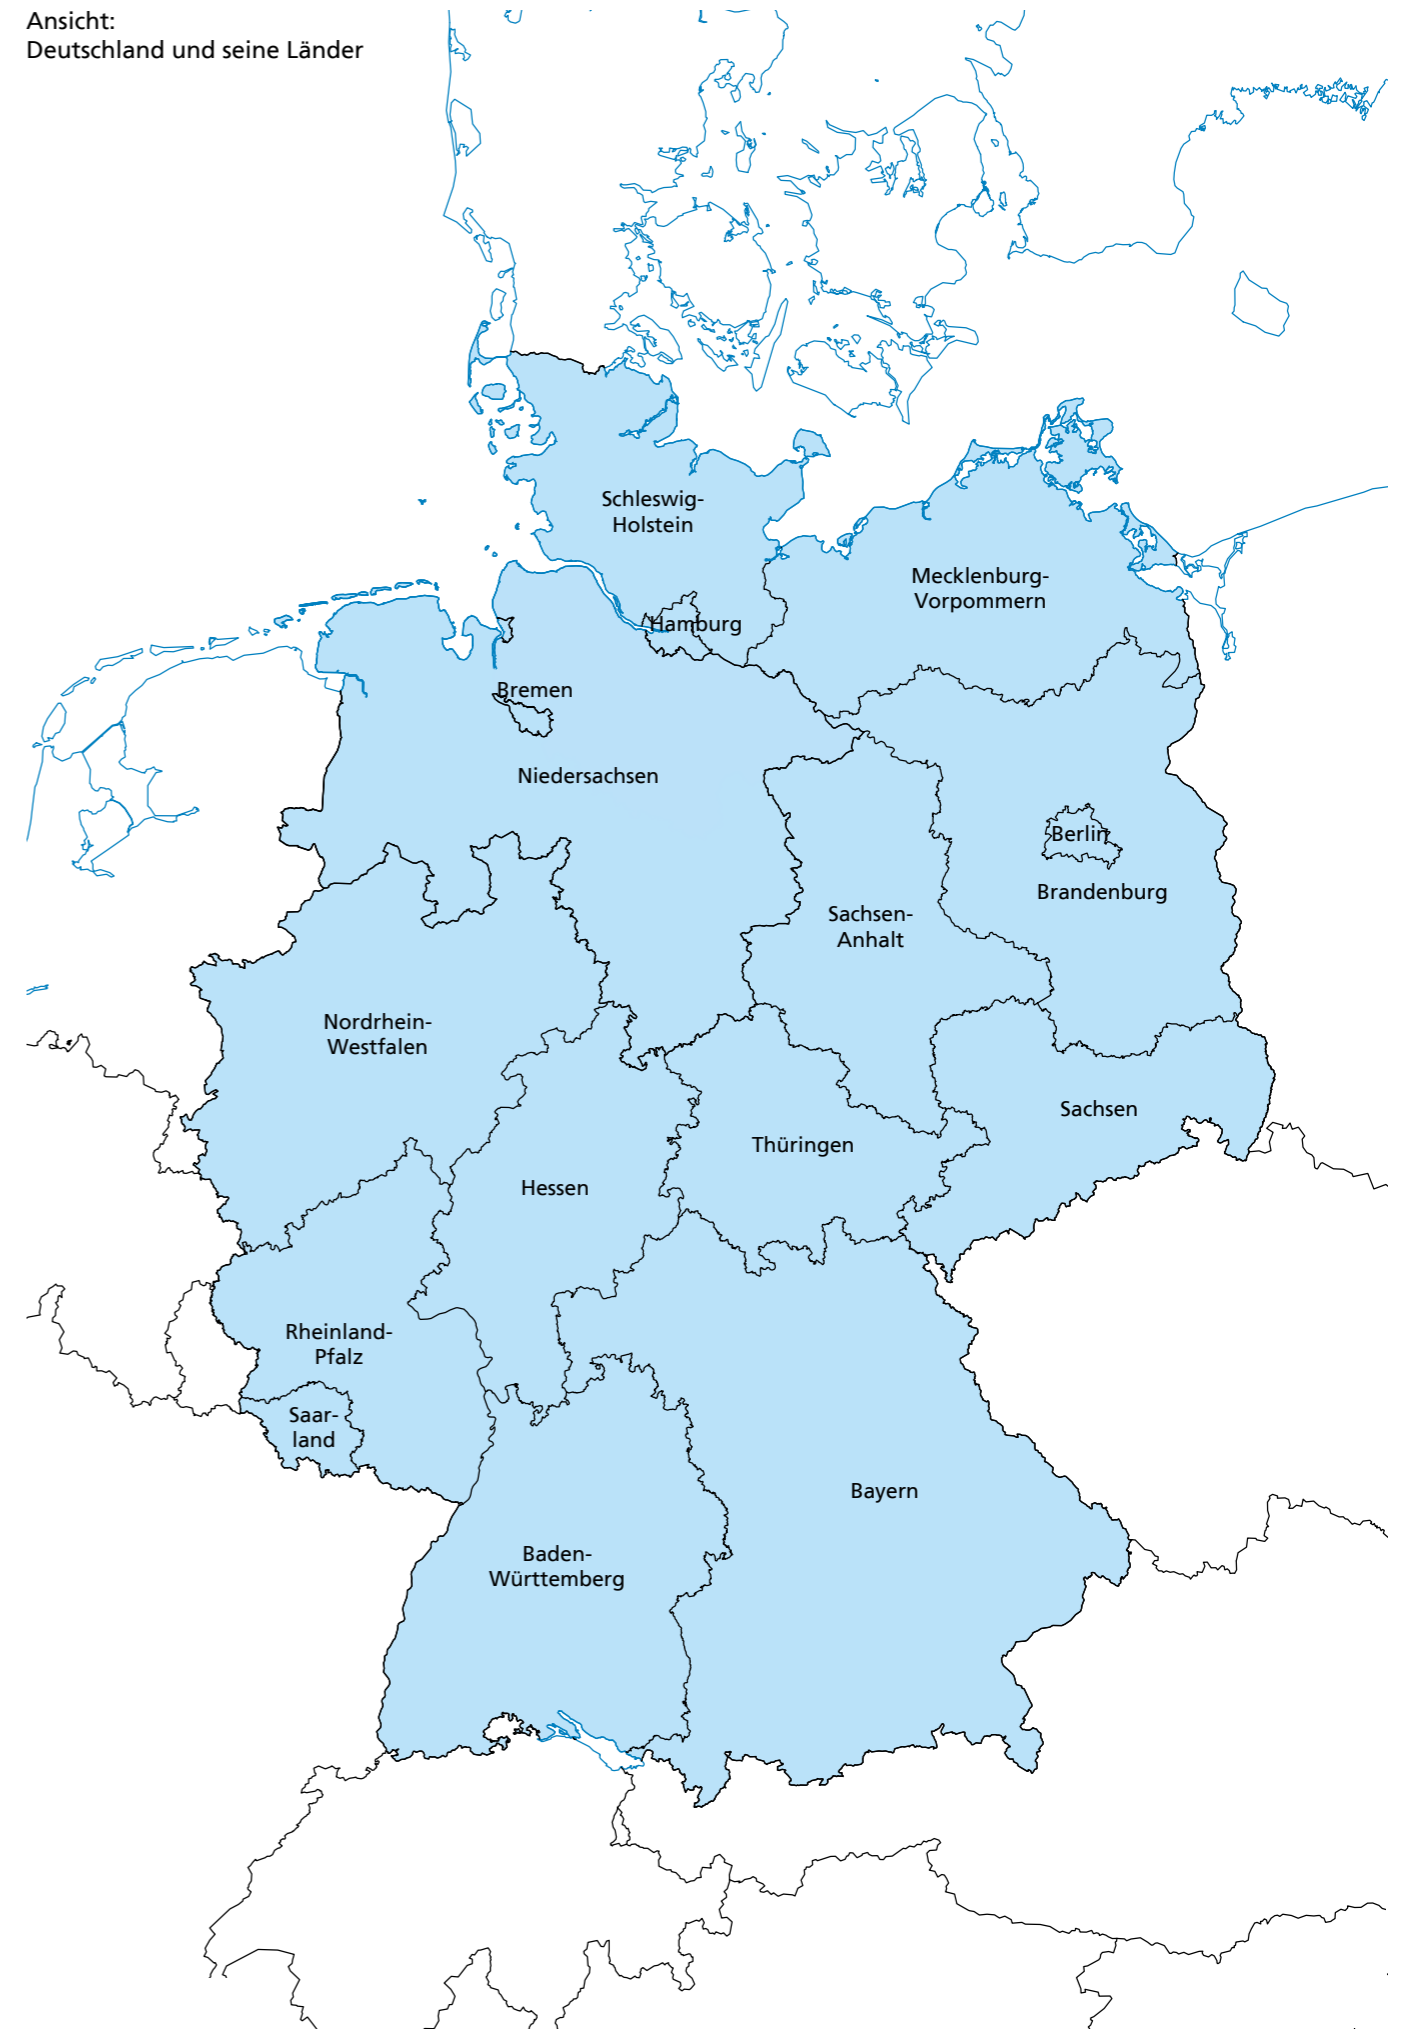 Ansicht:
Deutschland und seine Länder
Schleswig-
Holstein
Mecklenburg-
Vorpommern
Hamburg
Bremen
Niedersachsen
Berlin
Brandenburg
Sachsen-
Anhalt
Nordrhein-
Westfalen
Sachsen
Thüringen
Hessen
Rheinland-
Pfalz
Saar-
land
Bayern
Baden-
Württemberg